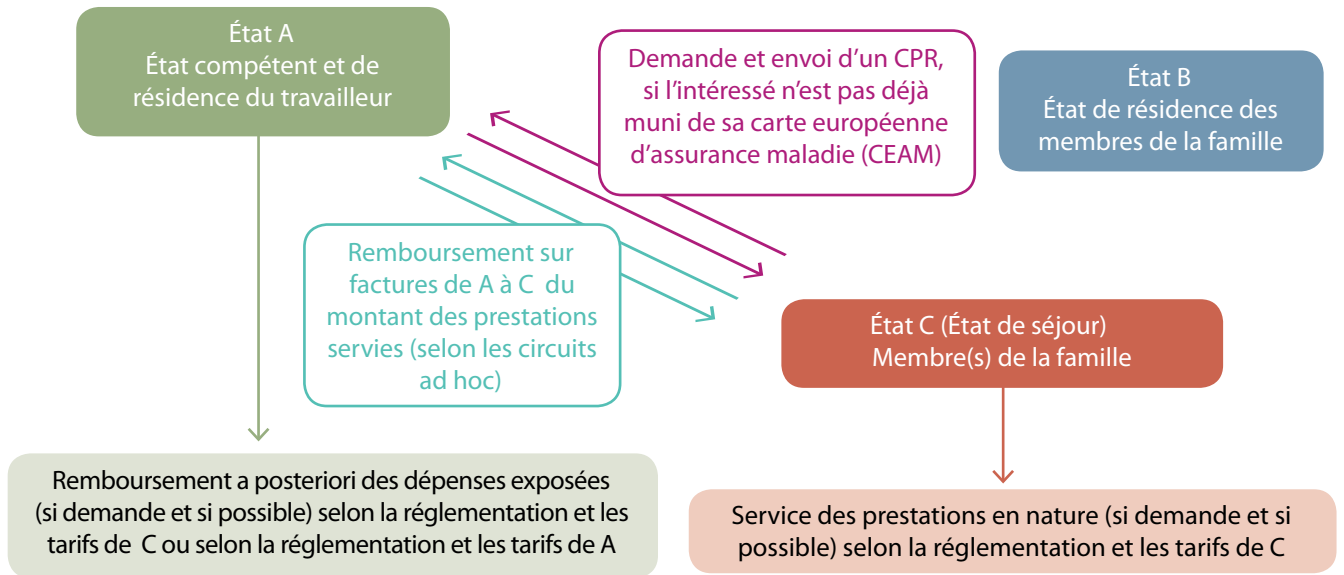 État A
État compétent et de
résidence du travailleur
Demande et envoi d’un CPR,
si l’intéressé n’est pas déjà
muni de sa carte européenne
d’assurance maladie (CEAM)
État B
État de résidence des
membres de la famille
Remboursement sur
factures de A à C du
montant des prestations
servies (selon les circuits
ad hoc)
État C (État de séjour)
Membre(s) de la famille
Remboursement a posteriori des dépenses exposées
(si demande et si possible) selon la réglementation et les
tarifs de C ou selon la réglementation et les tarifs de A
Service des prestations en nature (si demande et si
possible) selon la réglementation et les tarifs de C